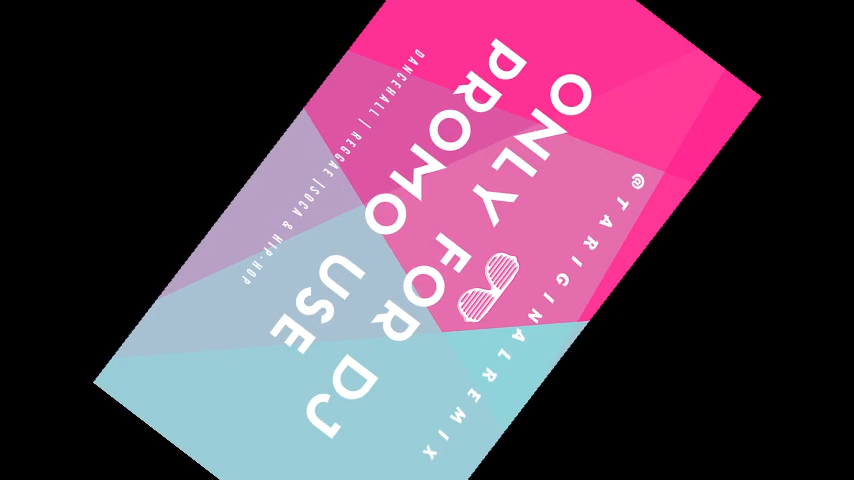 @TARIGINALREMIX
ONLY FOR DJ
PROMO USE
DANCEHALL | REGGAE | SOCA & HIP-HOP